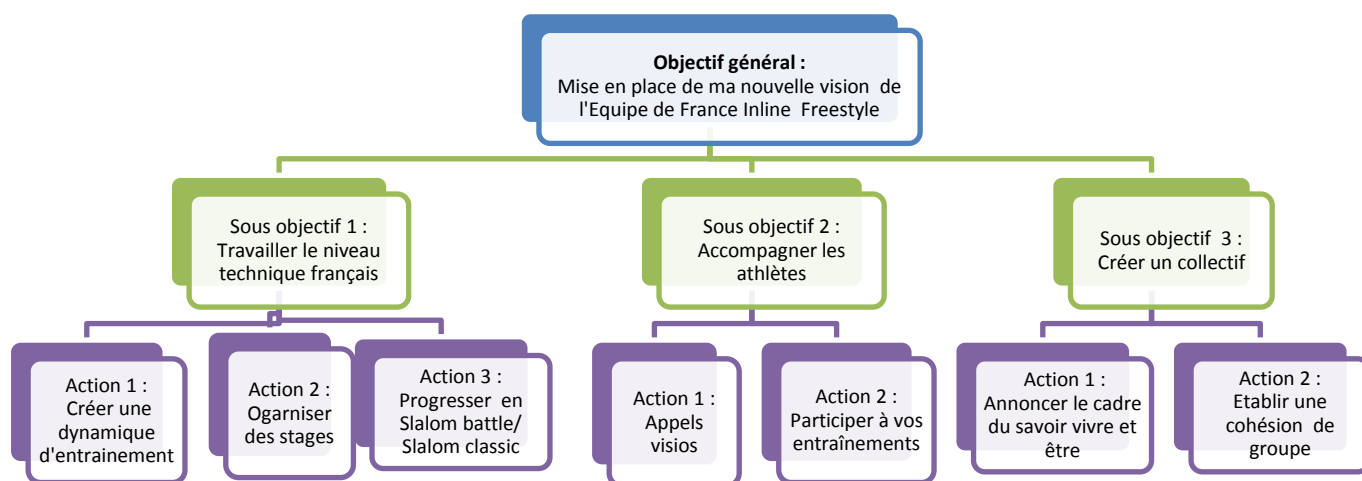 Objectif général :
Mise en place de ma nouvelle vision de
l'Equipe de France Inline Freestyle
Sous objectif 1 :
Travailler le niveau
technique français
Sous objectif 2 :
Accompagner les
athlètes
Sous objectif 3 :
Créer un collectif
Action 1 :
Créer une
dynamique
d'entrainement
Action 2 :
Ogarniser
des stages
Action 3 :
Progresser en
Slalom battle/
Slalom classic
Action 1 :
Appels
visios
Action 2 :
Participer à vos
entraînements
Action 1 :
Annoncer le cadre
du savoir vivre et
être
Action 2 :
Etablir une
cohésion de
groupe